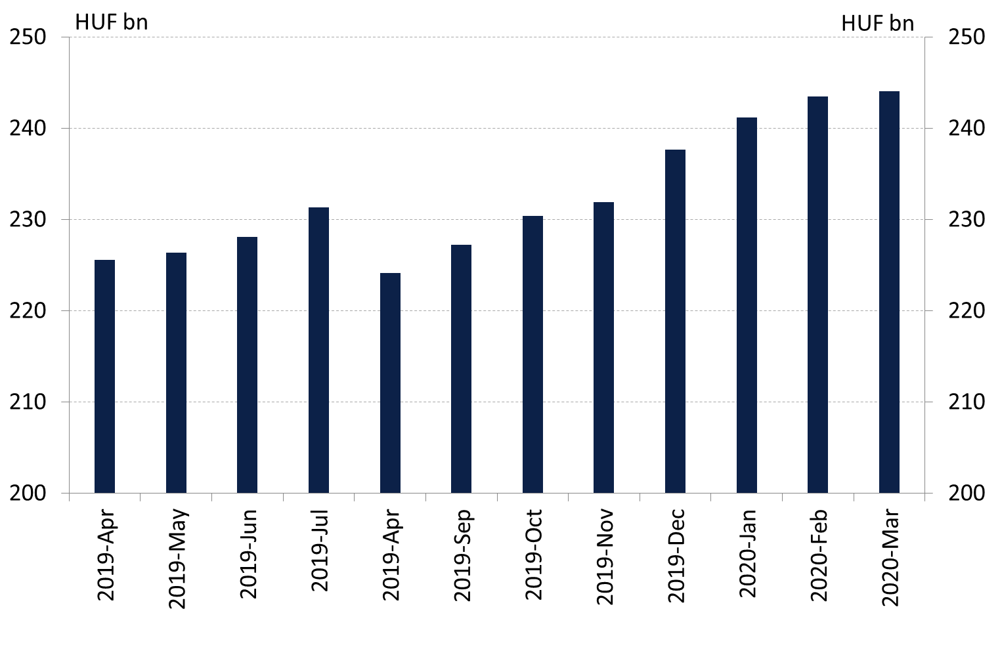 HUF bn
HUF bn
250
250
240
240
230
230
220
220
210
210
200
200
2019-Apr
2019-May
2019-Jun
2019-Jul
2019-Apr
2019-Sep
2019-Oct
2019-Nov
2019-Dec
2020-Jan
2020-Feb
2020-Mar